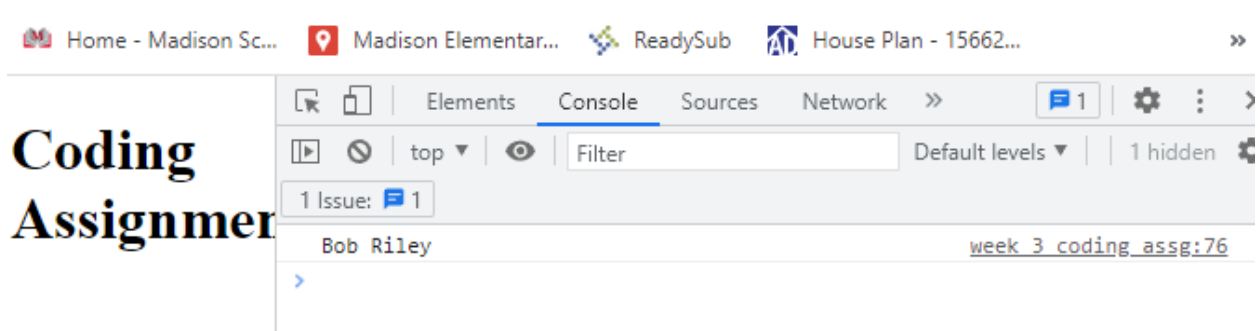 Home - Madison Sc... Madison Elementar... ReadySub House Plan - 15662... »
Elements Console Sources Network » 1
top ▼ Filter Default levels ▼ 1 hidden
1 Issue: 1
Coding
Assignmen
Bob Riley week 3 coding assg:76